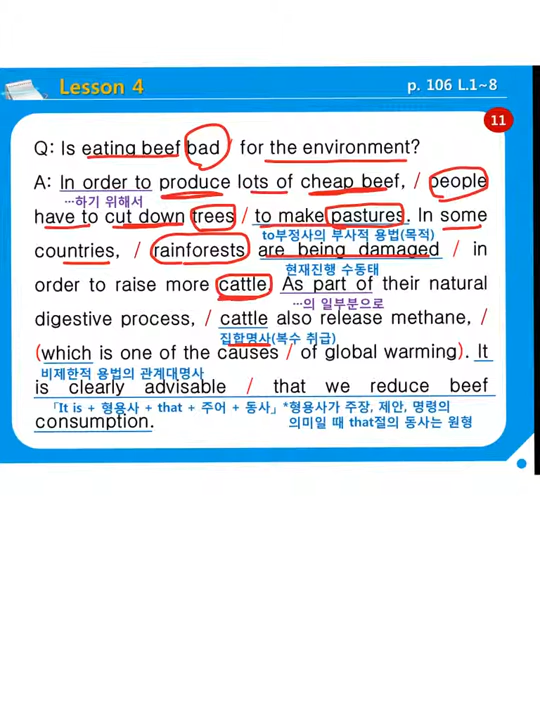 Lesson 4
p. 106 L.1~8
11
Q: Is eating beef bad / for the environment?
A: In order to produce lots of cheap beef, / people
…하기 위해서
have to cut down trees / to make pastures. In some
to부정사의 부사적 용법(목적)
countries, / rainforests are being damaged / in
현재진행 수동태
order to raise more cattle. As part of their natural
…의 일부분으로
digestive process, / cattle also release methane, /
집합명사(복수 취급)
(which is one of the causes / of global warming). It
비제한적 용법의 관계대명사
is clearly advisable / that we reduce beef
「It is + 형용사 + that + 주어 + 동사」 *형용사가 주장, 제안, 명령의
의미일 때 that절의 동사는 원형
consumption.